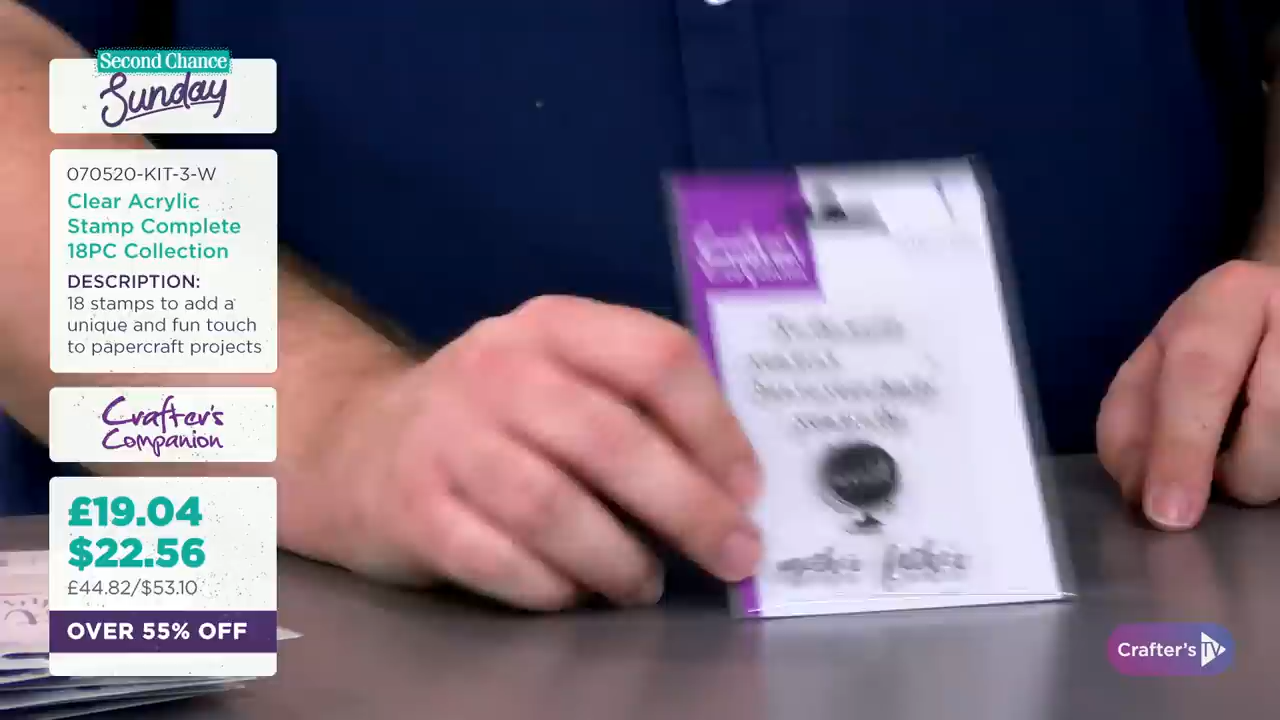 Second Chance
Sunday
070520-KIT-3-W
Clear Acrylic
Stamp Complete
18PC Collection
DESCRIPTION:
18 stamps to add a
unique and fun touch
to papercraft projects
Crafter's
Companion
£19.04
$22.56
£44.82/$53.10
OVER 55% OFF
Crafter's TV